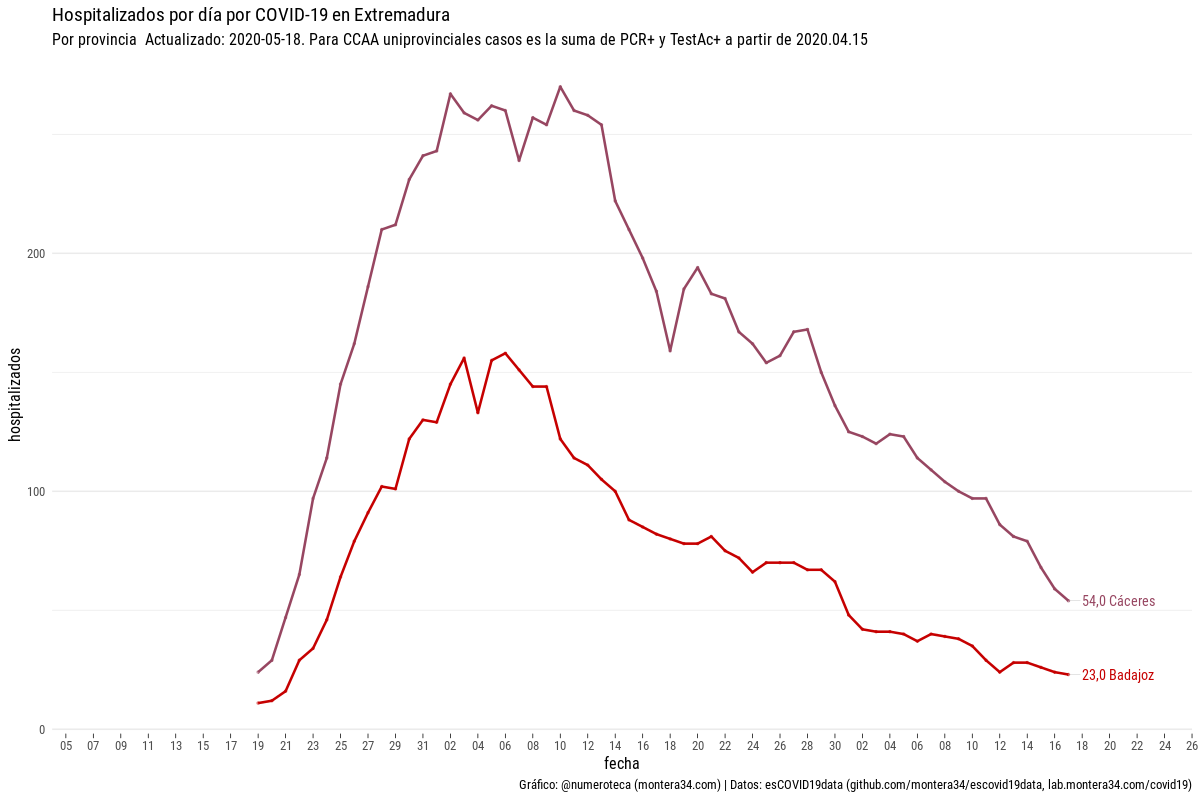 Hospitalizados por día por COVID-19 en Extremadura
Por provincia  Actualizado: 2020-05-18. Para CCAA uniprovinciales casos es la suma de PCR+ y TestAc+ a partir de 2020.04.15
hospitalizados
200
100
0
54,0 Cáceres
23,0 Badajoz
05 07 09 11 13 15 17 19 21 23 25 27 29 31 02 04 06 08 10 12 14 16 18 20 22 24 26 28 30 02 04 06 08 10 12 14 16 18 20 22 24 26
fecha
Gráfico: @numeroteca (montera34.com) | Datos: esCOVID19data (github.com/montera34/escovid19data, lab.montera34.com/covid19)